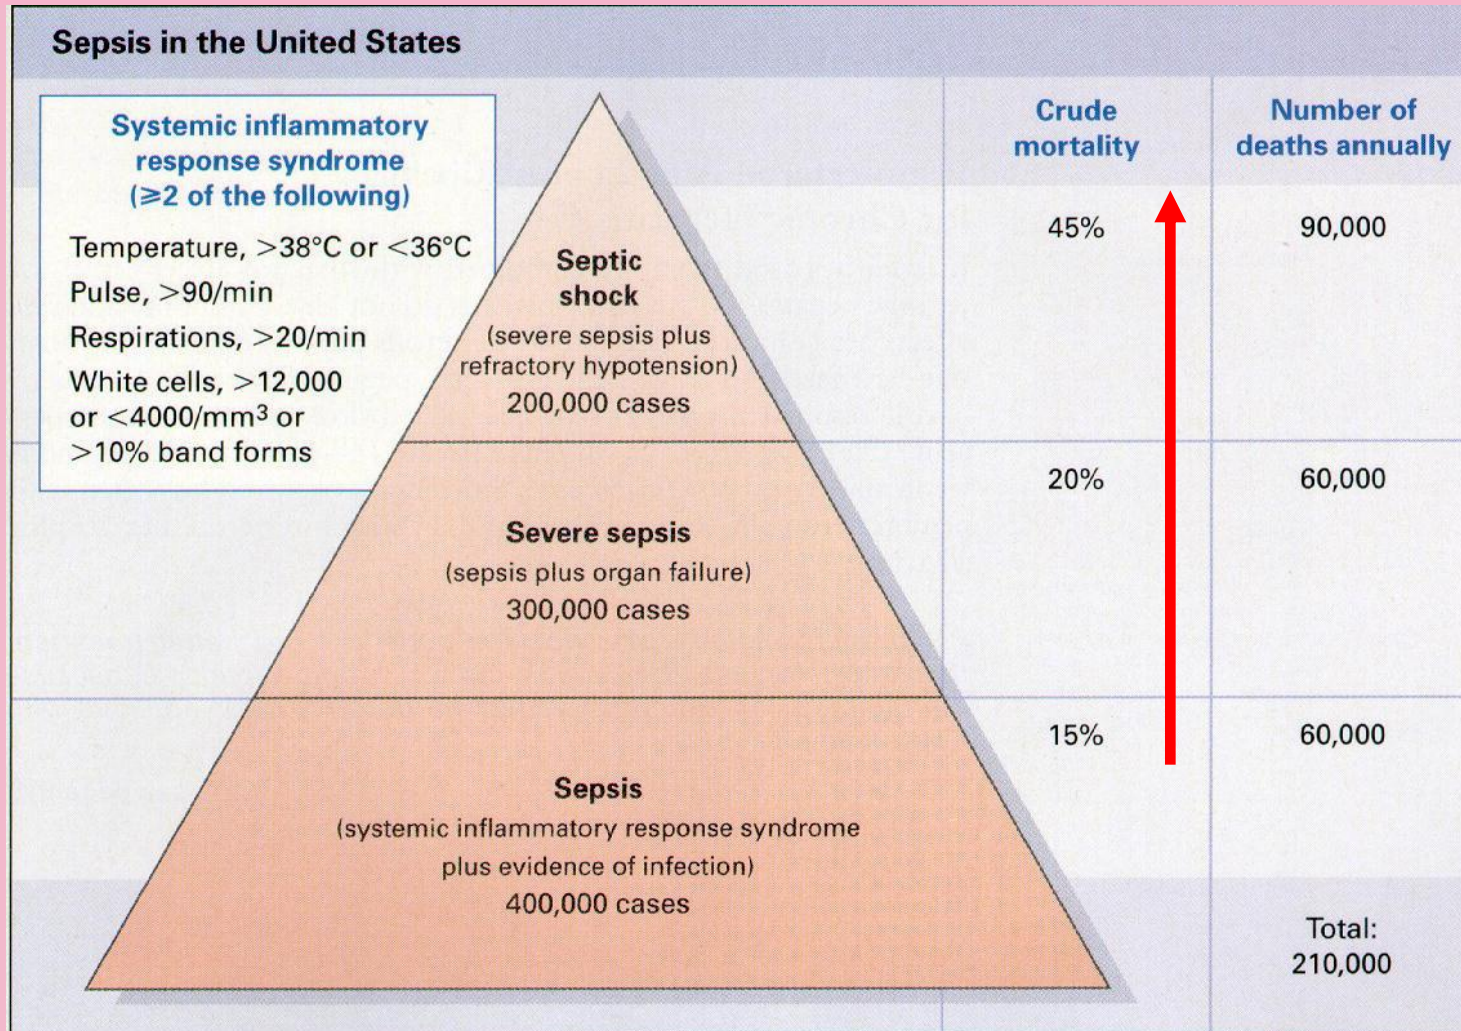 Sepsis in the United States
Systemic inflammatory
response syndrome
(≥2 of the following)
Temperature, >38°C or <36°C
Pulse, >90/min
Respirations, >20/min
White cells, >12,000
or <4000/mm³ or
>10% band forms
Septic
shock
(severe sepsis plus
refractory hypotension)
200,000 cases
Severe sepsis
(sepsis plus organ failure)
300,000 cases
Sepsis
(systemic inflammatory response syndrome
plus evidence of infection)
400,000 cases
Crude
mortality
45%
20%
15%
Number of
deaths annually
90,000
60,000
60,000
Total:
210,000